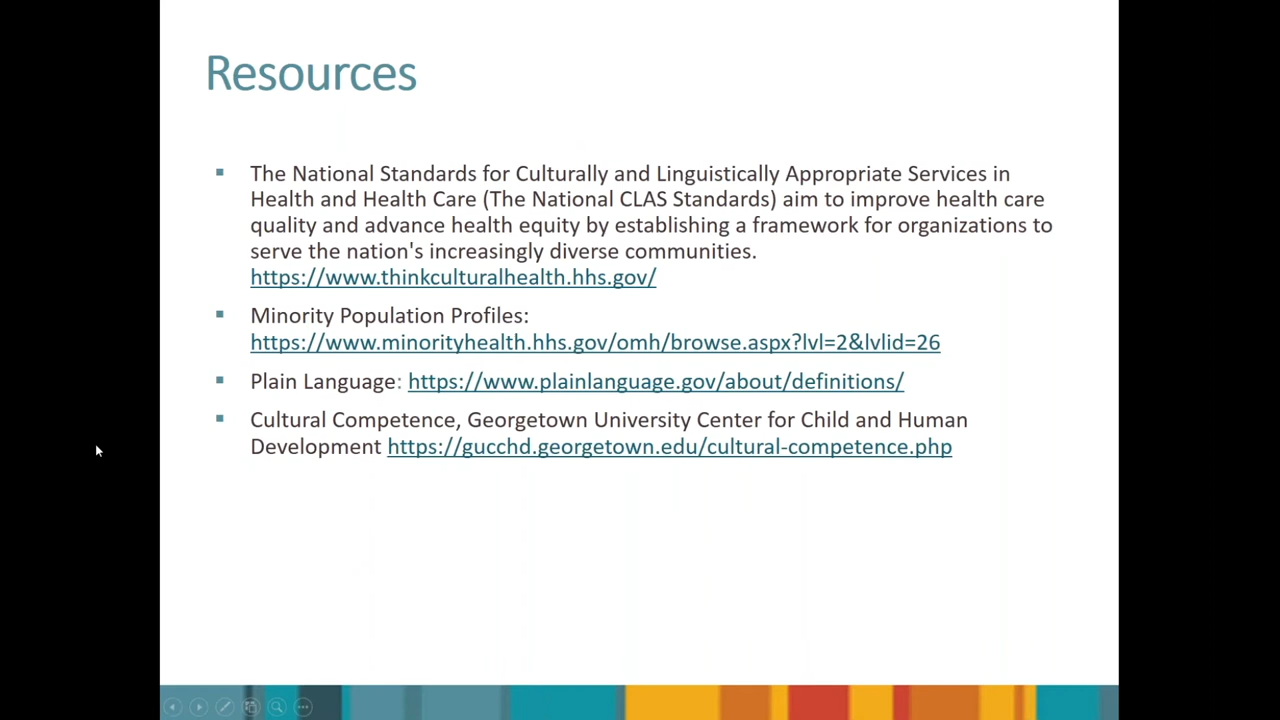 Resources
The National Standards for Culturally and Linguistically Appropriate Services in
Health and Health Care (The National CLAS Standards) aim to improve health care
quality and advance health equity by establishing a framework for organizations to
serve the nation's increasingly diverse communities.
https://www.thinkculturalhealth.hhs.gov/
Minority Population Profiles:
https://www.minorityhealth.hhs.gov/omh/browse.aspx?lvl=2&lvlid=26
Plain Language: https://www.plainlanguage.gov/about/definitions/
Cultural Competence, Georgetown University Center for Child and Human
Development https://gucchd.georgetown.edu/cultural-competence.php